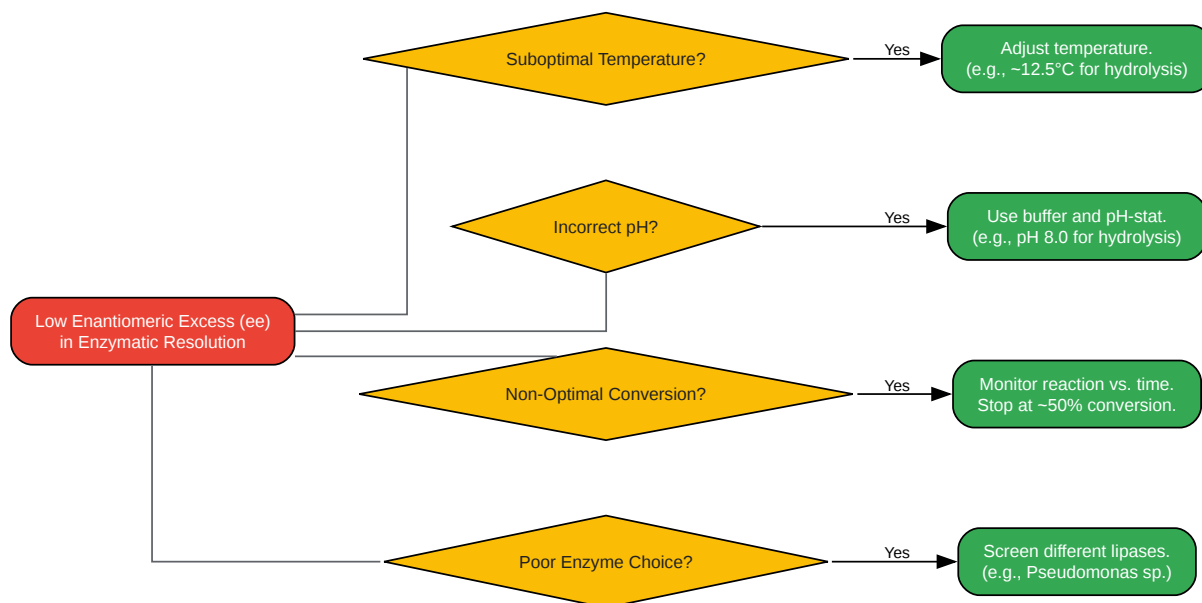 Suboptimal Temperature?
Yes
Adjust temperature.
(e.g., ~12.5°C for hydrolysis)
Incorrect pH?
Yes
Use buffer and pH-stat.
(e.g., pH 8.0 for hydrolysis)
Low Enantiomeric Excess (ee)
in Enzymatic Resolution
Non-Optimal Conversion?
Yes
Monitor reaction vs. time.
Stop at ~50% conversion.
Poor Enzyme Choice?
Yes
Screen different lipases.
(e.g., Pseudomonas sp.)